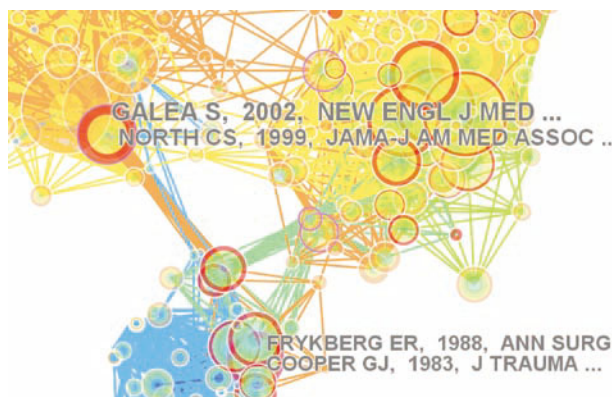 GALEA S, 2002, NEW ENGL J MED ...
NORTH CS, 1999, JAMA-J AM MED ASSOC ..
FRYKBERG ER, 1988, ANN SURG
COOPER GJ, 1983, J TRAUMA ...